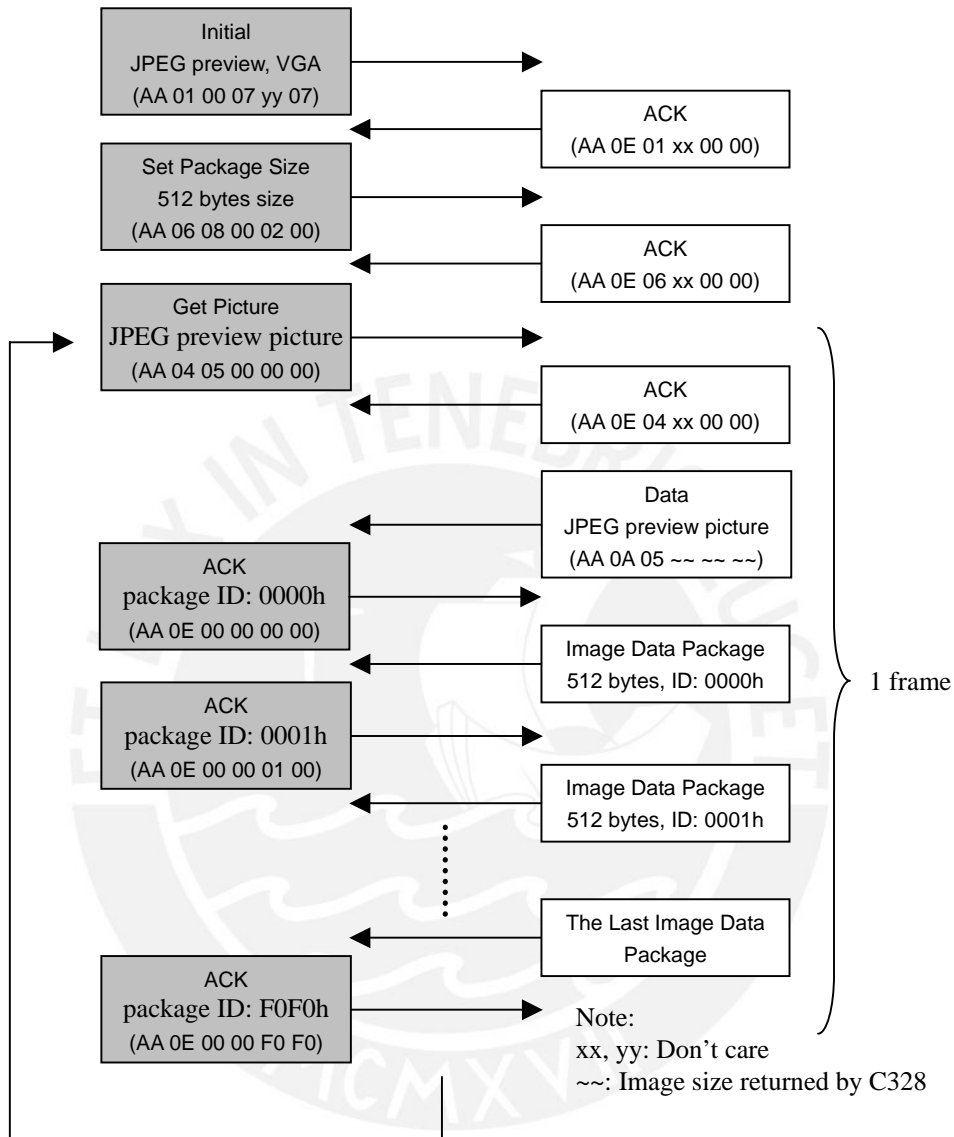 Initial
JPEG preview, VGA
(AA 01 00 07 yy 07)
ACK
(AA 0E 01 xx 00 00)
Set Package Size
512 bytes size
(AA 06 08 00 02 00)
ACK
(AA 0E 06 xx 00 00)
Get Picture
JPEG preview picture
(AA 04 05 00 00 00)
ACK
(AA 0E 04 xx 00 00)
Data
JPEG preview picture
(AA 0A 05 ~~ ~~ ~~)
ACK
package ID: 0000h
(AA 0E 00 00 00 00)
Image Data Package
512 bytes, ID: 0000h
1 frame
ACK
package ID: 0001h
(AA 0E 00 00 01 00)
Image Data Package
512 bytes, ID: 0001h
The Last Image Data
Package
ACK
package ID: F0F0h
(AA 0E 00 00 F0 F0)
Note:
xx, yy: Don't care
~~: Image size returned by C328
ET LUX IN TENEBRIS LUCET
MCMXVII